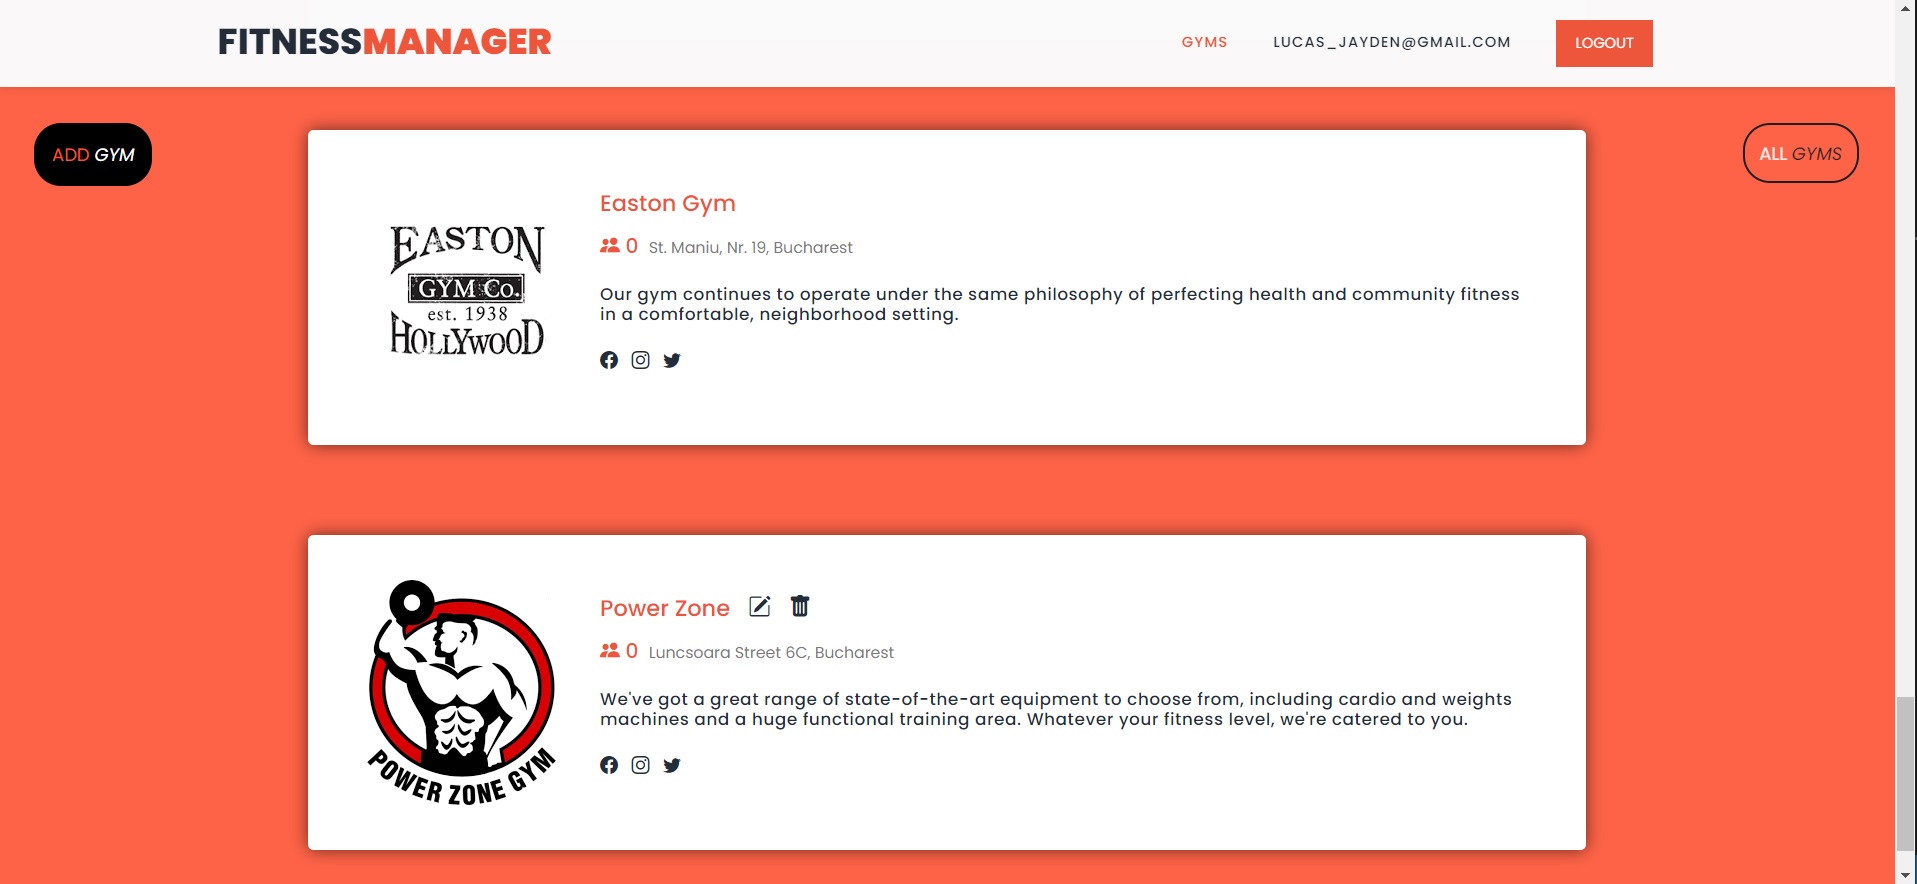 FITNESSMANAGER
GYMS
LUCAS_JAYDEN@GMAIL.COM
LOGOUT
ADD GYM
ALL GYMS
EASTON
GYM Co.
est. 1938
HOLLYWOOD
Easton Gym
0 St. Maniu, Nr. 19, Bucharest
Our gym continues to operate under the same philosophy of perfecting health and community fitness
in a comfortable, neighborhood setting.
POWER ZONE GYM
Power Zone
0 Luncsoara Street 6C, Bucharest
We've got a great range of state-of-the-art equipment to choose from, including cardio and weights
machines and a huge functional training area. Whatever your fitness level, we're catered to you.